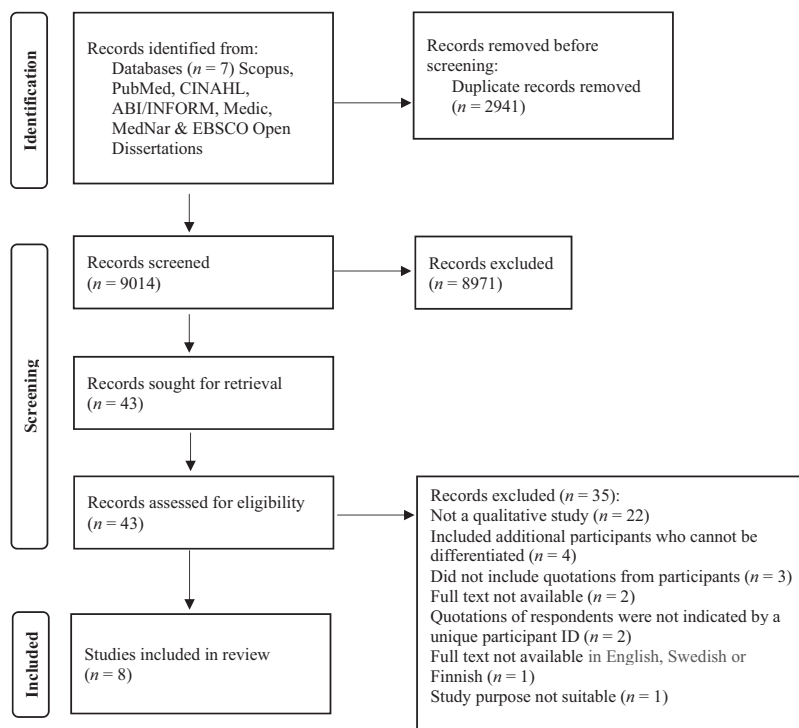 Identification
Records identified from:
Databases (n = 7) Scopus,
PubMed, CINAHL,
ABI/INFORM, Medic,
MedNar & EBSCO Open
Dissertations
Records removed before
screening:
Duplicate records removed
(n = 2941)
Screening
Records screened
(n = 9014)
Records excluded
(n = 8971)
Records sought for retrieval
(n = 43)
Records assessed for eligibility
(n = 43)
Records excluded (n = 35):
Not a qualitative study (n = 22)
Included additional participants who cannot be
differentiated (n = 4)
Did not include quotations from participants (n = 3)
Full text not available (n = 2)
Quotations of respondents were not indicated by a
unique participant ID (n = 2)
Full text not available in English, Swedish or
Finnish (n = 1)
Study purpose not suitable (n = 1)
Included
Studies included in review
(n = 8)